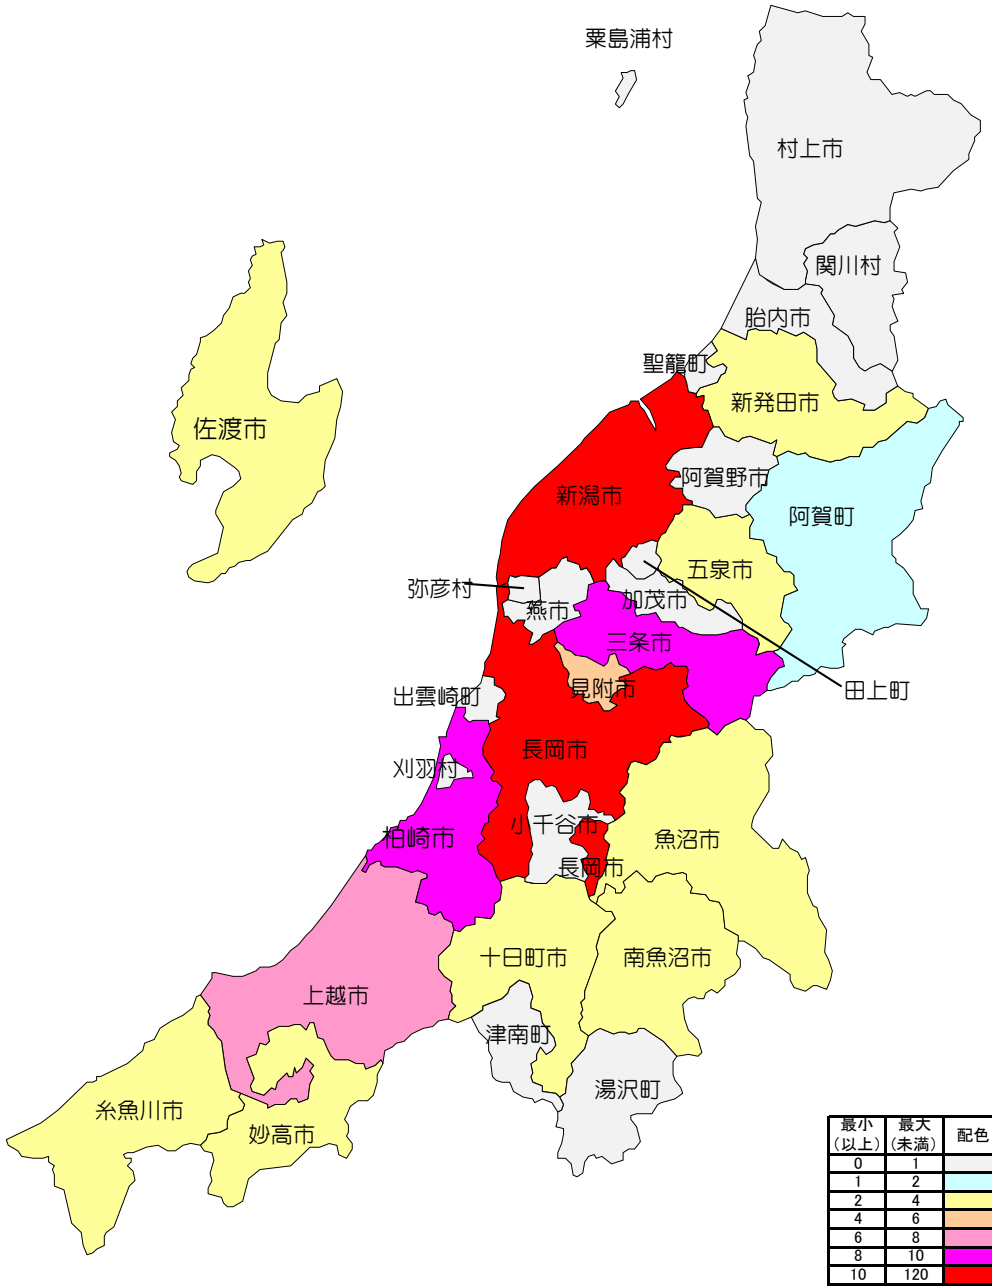 粟島浦村
村上市
関川村
胎内市
聖籠町
新発田市
佐渡市
阿賀野市
新潟市
阿賀町
五泉市
弥彦村
燕市
加茂市
三条市
見附市
田上町
出雲崎町
長岡市
刈羽村
小千谷市
柏崎市
魚沼市
長岡市
十日町市
南魚沼市
上越市
津南町
湯沢町
糸魚川市
妙高市
最小(以上) 最大(未満) 配色
0 1
1 2
2 4
4 6
6 8
8 10
10 120